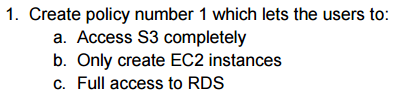 1. Create policy number 1 which lets the users to:
a. Access S3 completely
b. Only create EC2 instances
c. Full access to RDS